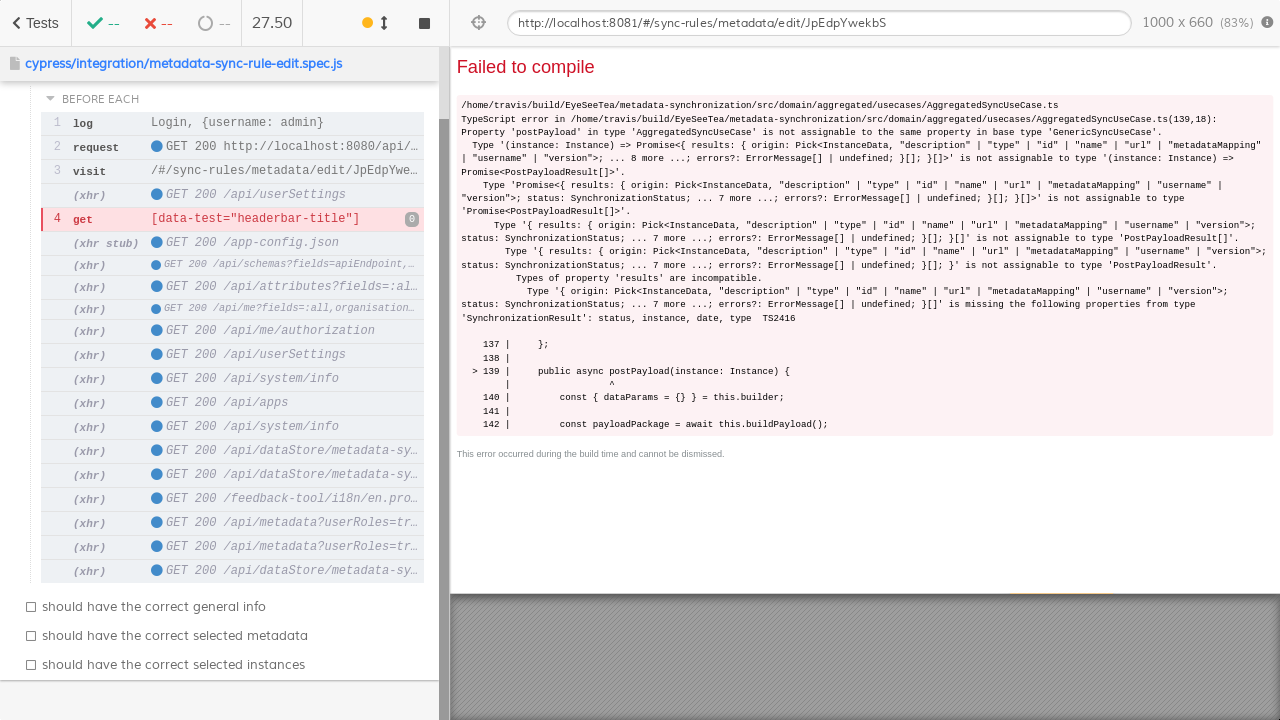 Tests
--
--
--
27.50
http://localhost:8081/#/sync-rules/metadata/edit/JpEdpYwekbS
1000 x 660 (83%)
cypress/integration/metadata-sync-rule-edit.spec.js
BEFORE EACH
1 log Login, {username: admin}
2 request GET 200 http://localhost:8080/api/…
3 visit /#/sync-rules/metadata/edit/JpEdpYwe…
(xhr) GET 200 /api/userSettings
4 get [data-test="headerbar-title"] 0
(xhr stub) GET 200 /app-config.json
(xhr) GET 200 /api/schemas?fields=apiEndpoint,…
(xhr) GET 200 /api/attributes?fields=:al…
(xhr) GET 200 /api/me?fields=:all,organisation…
(xhr) GET 200 /api/me/authorization
(xhr) GET 200 /api/userSettings
(xhr) GET 200 /api/system/info
(xhr) GET 200 /api/apps
(xhr) GET 200 /api/system/info
(xhr) GET 200 /api/dataStore/metadata-sy…
(xhr) GET 200 /api/dataStore/metadata-sy…
(xhr) GET 200 /feedback-tool/i18n/en.pro…
(xhr) GET 200 /api/metadata?userRoles=tr…
(xhr) GET 200 /api/metadata?userRoles=tr…
(xhr) GET 200 /api/dataStore/metadata-sy…
should have the correct general info
should have the correct selected metadata
should have the correct selected instances
Failed to compile
/home/travis/build/EyeSeeTea/metadata-synchronization/src/domain/aggregated/usecases/AggregatedSyncUseCase.ts
TypeScript error in /home/travis/build/EyeSeeTea/metadata-synchronization/src/domain/aggregated/usecases/AggregatedSyncUseCase.ts(139,18):
Property 'postPayload' in type 'AggregatedSyncUseCase' is not assignable to the same property in base type 'GenericSyncUseCase'.
Type '(instance: Instance) => Promise<{ results: { origin: Pick<InstanceData, "description" | "type" | "id" | "name" | "url" | "metadataMapping"
| "username" | "version">; ... 8 more ...; errors?: ErrorMessage[] | undefined; }[]; }[]>' is not assignable to type '(instance: Instance) =>
Promise<PostPayloadResult[]>'.
Type 'Promise<{ results: { origin: Pick<InstanceData, "description" | "type" | "id" | "name" | "url" | "metadataMapping" | "username" |
"version">; status: SynchronizationStatus; ... 7 more ...; errors?: ErrorMessage[] | undefined; }[]; }[]>' is not assignable to type
'Promise<PostPayloadResult[]>'.
Type '{ results: { origin: Pick<InstanceData, "description" | "type" | "id" | "name" | "url" | "metadataMapping" | "username" | "version">;
status: SynchronizationStatus; ... 7 more ...; errors?: ErrorMessage[] | undefined; }[]; }[]' is not assignable to type 'PostPayloadResult[]'.
Type '{ results: { origin: Pick<InstanceData, "description" | "type" | "id" | "name" | "url" | "metadataMapping" | "username" | "version">;
status: SynchronizationStatus; ... 7 more ...; errors?: ErrorMessage[] | undefined; }[]; }' is not assignable to type 'PostPayloadResult'.
Types of property 'results' are incompatible.
Type '{ origin: Pick<InstanceData, "description" | "type" | "id" | "name" | "url" | "metadataMapping" | "username" | "version">;
status: SynchronizationStatus; ... 7 more ...; errors?: ErrorMessage[] | undefined; }[]' is missing the following properties from type
'SynchronizationResult': status, instance, date, type  TS2416
137 |     };
138 |
> 139 |     public async postPayload(instance: Instance) {
|                  ^
140 |         const { dataParams = {} } = this.builder;
141 |
142 |         const payloadPackage = await this.buildPayload();
This error occurred during the build time and cannot be dismissed.